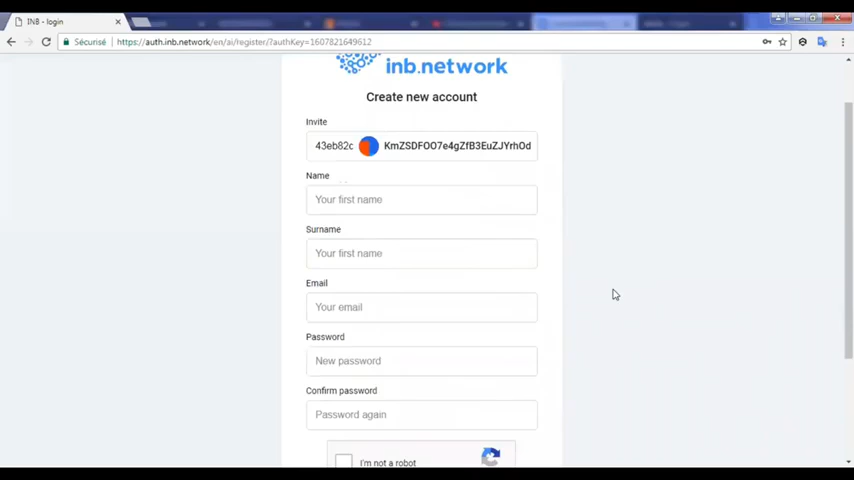 INB - login
Sécurisé
https://auth.inb.network/en/ai/register/?authKey=1607821649612
inb.network
Create new account
Invite
43eb82c KmZSDFOO7e4gZfB3EuZJYrhOd
Name
Your first name
Surname
Your first name
Email
Your email
Password
New password
Confirm password
Password again
I'm not a robot